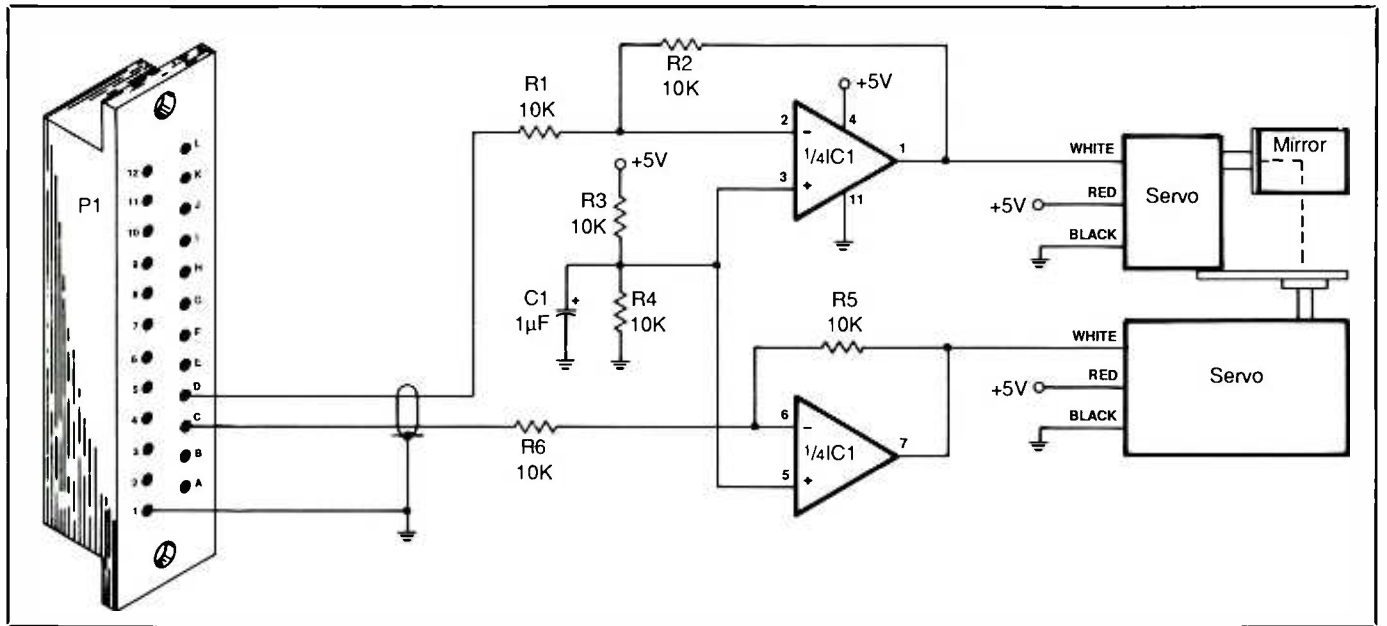 P1
12
11
10
9
8
7
6
5
4
3
2
1
L
K
J
I
H
G
F
E
D
C
B
A
R1
10K
R2
10K
+5V
R3
10K
+5V
C1
+
1µF
R4
10K
2
-
3
+
1/4IC1
4
11
1
R5
10K
R6
10K
6
-
5
+
1/4IC1
7
WHITE
RED
+5V
BLACK
Servo
Mirror
WHITE
RED
+5V
BLACK
Servo